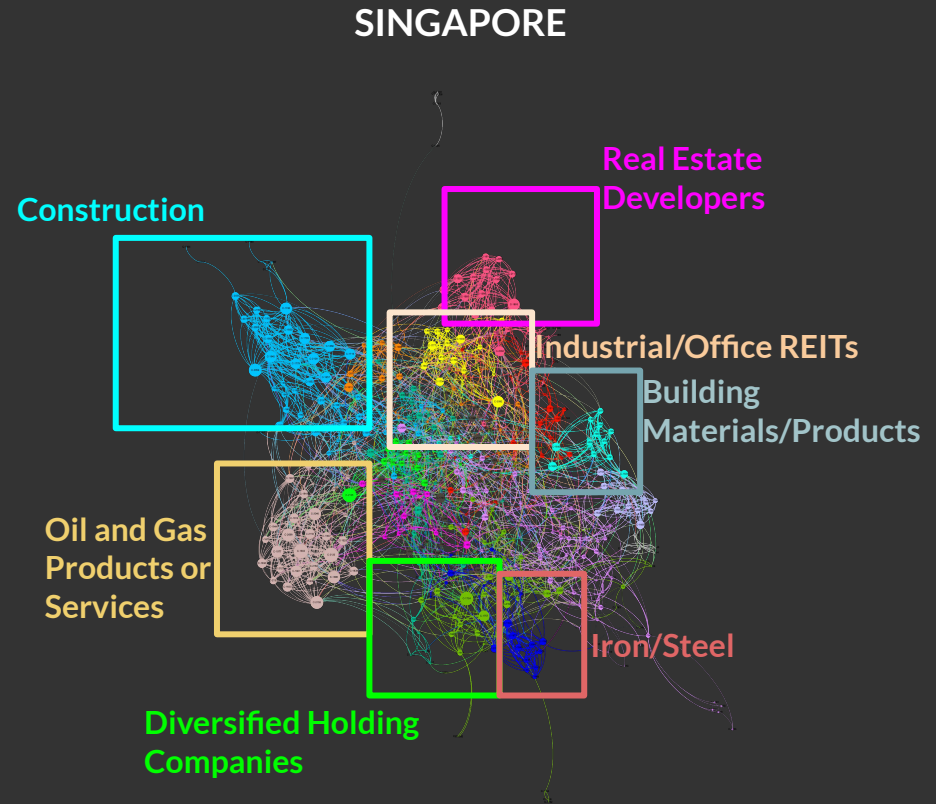 SINGAPORE
Real Estate
Developers
Construction
Industrial/Office REITs
Building
Materials/Products
Oil and Gas
Products or
Services
Iron/Steel
Diversified Holding
Companies